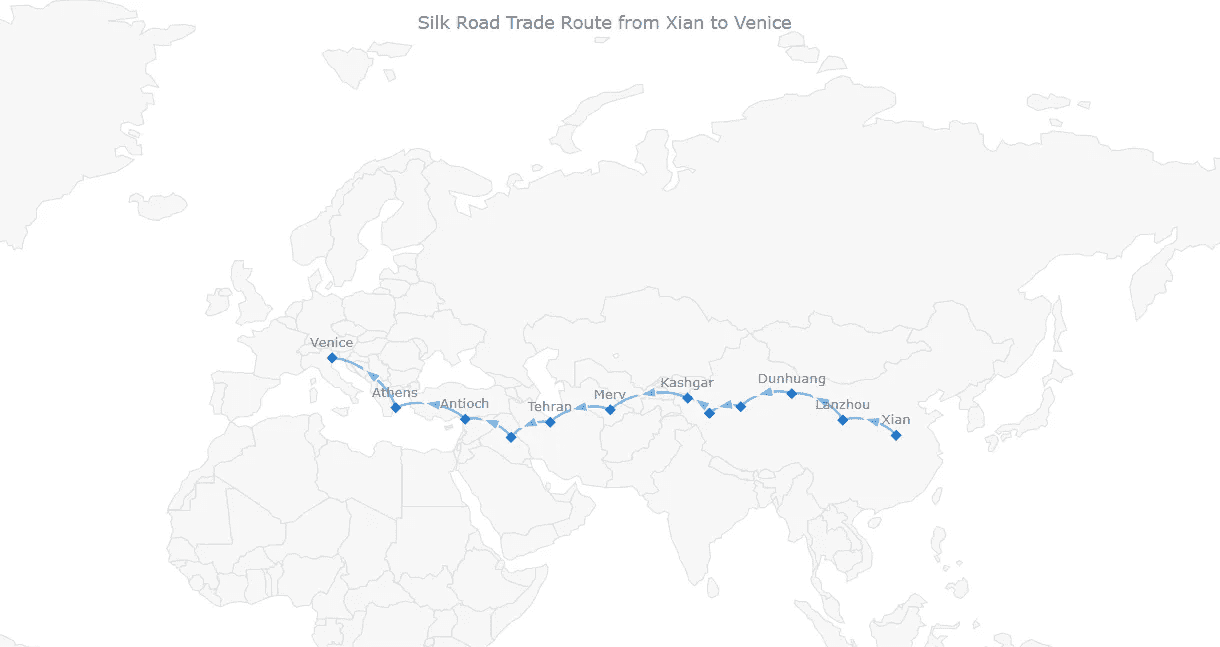 Silk Road Trade Route from Xian to Venice
Venice
Athens
Antioch
Tehran
Merv
Kashgar
Dunhuang
Lanzhou
Xian